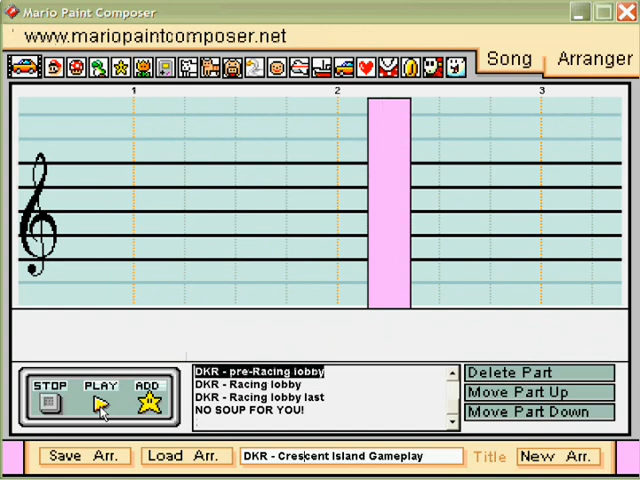 Mario Paint Composer
www.mariopaintcomposer.net
Song
Arranger
1
2
3
STOP
PLAY
ADD
DKR - pre-Racing lobby
DKR - Racing lobby
DKR - Racing lobby last
NO SOUP FOR YOU!
Delete Part
Move Part Up
Move Part Down
Save Arr.
Load Arr.
DKR - Crescent Island Gameplay
Title
New Arr.